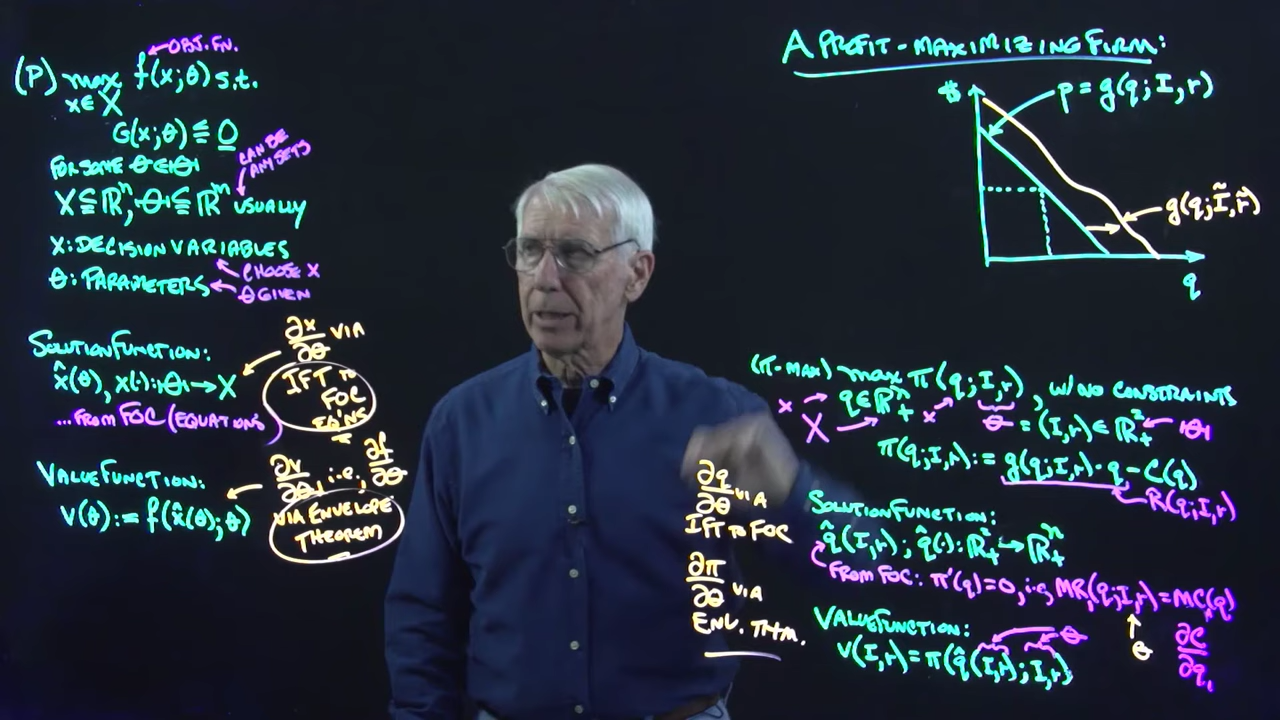 OBJ. FN.
(P) max f(x;θ) s.t.
x∈X
G(x;θ) ≦ 0
CAN BE
ANY SETS
FOR SOME θ∈Θ
X ⊆ ℝⁿ, Θ ⊆ ℝᵐ USUALLY
X: DECISION VARIABLES
CHOOSE X
θ: PARAMETERS
θ GIVEN
SOLUTION FUNCTION:
∂x/∂θ VIA
x̂(θ), x(·): Θ → X
IFT TO
FOC
EQ'NS
...FROM FOC (EQUATIONS)
VALUE FUNCTION:
∂v/∂θ, i.e., ∂f/∂θ
v(θ) := f(x̂(θ);θ)
VIA ENVELOPE
THEOREM
A PROFIT-MAXIMIZING FIRM:
$
p = g(q; I, r)
g(q; Ĩ, r̃)
q
(π-MAX) max π(q; I, r), W/ NO CONSTRAINTS
x q∈ℝⁿ₊ x θ = (I,r) ∈ ℝ²₊ Θ
X
π(q; I, r) := g(q; I, r)·q − C(q)
R(q; I, r)
∂q/∂θ VIA
IFT TO FOC
SOLUTION FUNCTION:
q̂(I,r); q̂(·): ℝ²₊ → ℝⁿ₊
FROM FOC: π'(q)=0, i.e., MR(q; I, r) = MC(q)
∂π/∂θ VIA
ENV. THM.
VALUE FUNCTION:
θ
v(I,r) = π(q̂(I,r); I, r)
θ
∂C/∂q₁